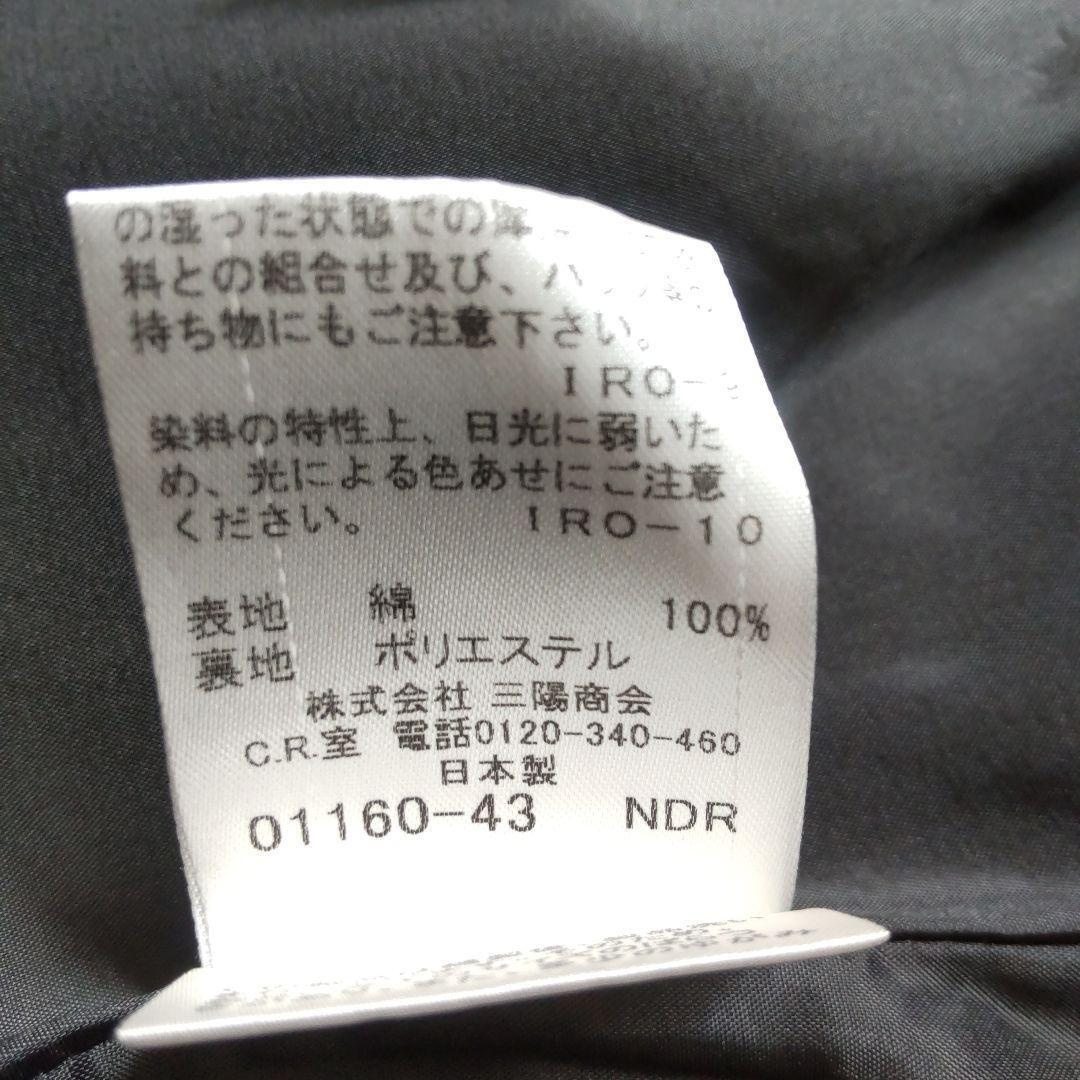 の湿った状態での
料との組合せ及び、
持ち物にもご注意下さい。
IRO-
染料の特性上、日光に弱いた
め、光による色あせにご注意
ください。 IRO-10
表地 綿 100%
裏地 ポリエステル
株式会社 三陽商会
C.R.室 電話0120-340-460
日本製
01160-43 NDR